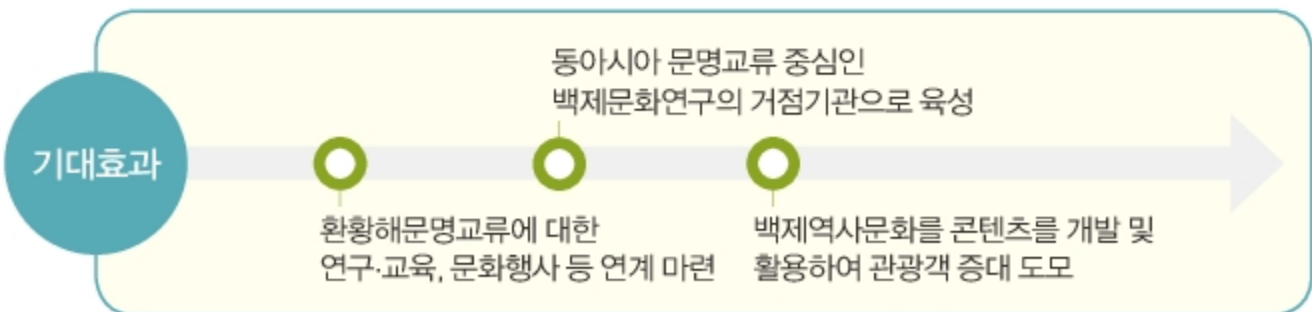 기대효과
환황해문명교류에 대한
연구·교육, 문화행사 등 연계 마련
동아시아 문명교류 중심인
백제문화연구의 거점기관으로 육성
백제역사문화를 콘텐츠를 개발 및
활용하여 관광객 증대 도모